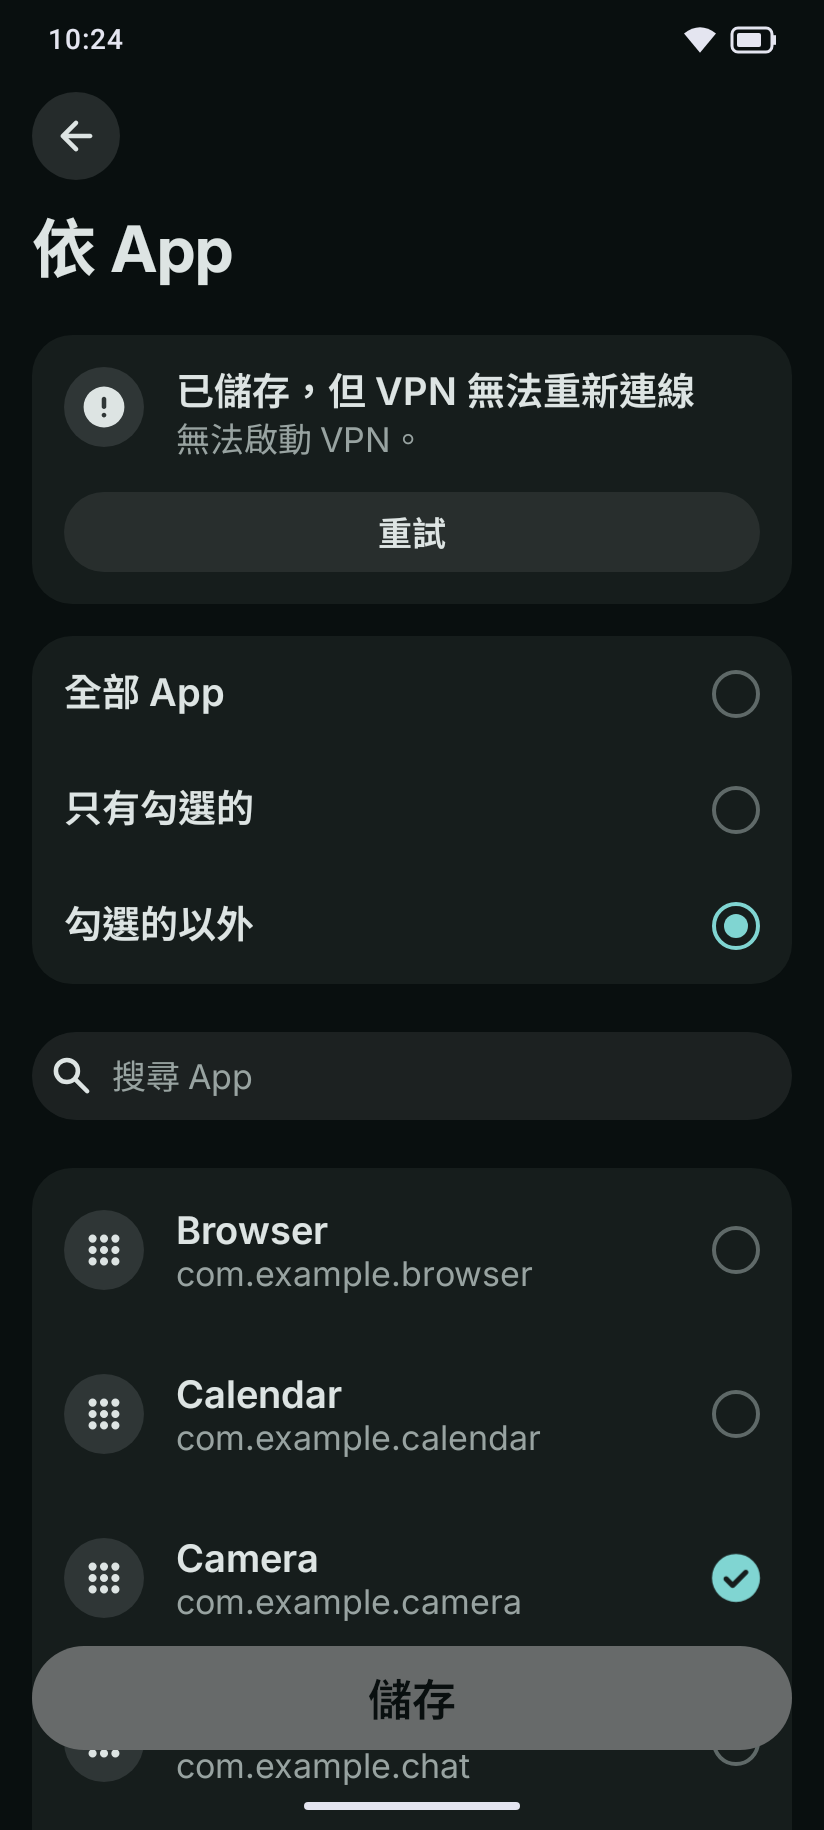 10:24
依 App
已儲存，但 VPN 無法重新連線
無法啟動 VPN。
重試
全部 App
只有勾選的
勾選的以外
搜尋 App
Browser
com.example.browser
Calendar
com.example.calendar
Camera
com.example.camera
儲存
com.example.chat